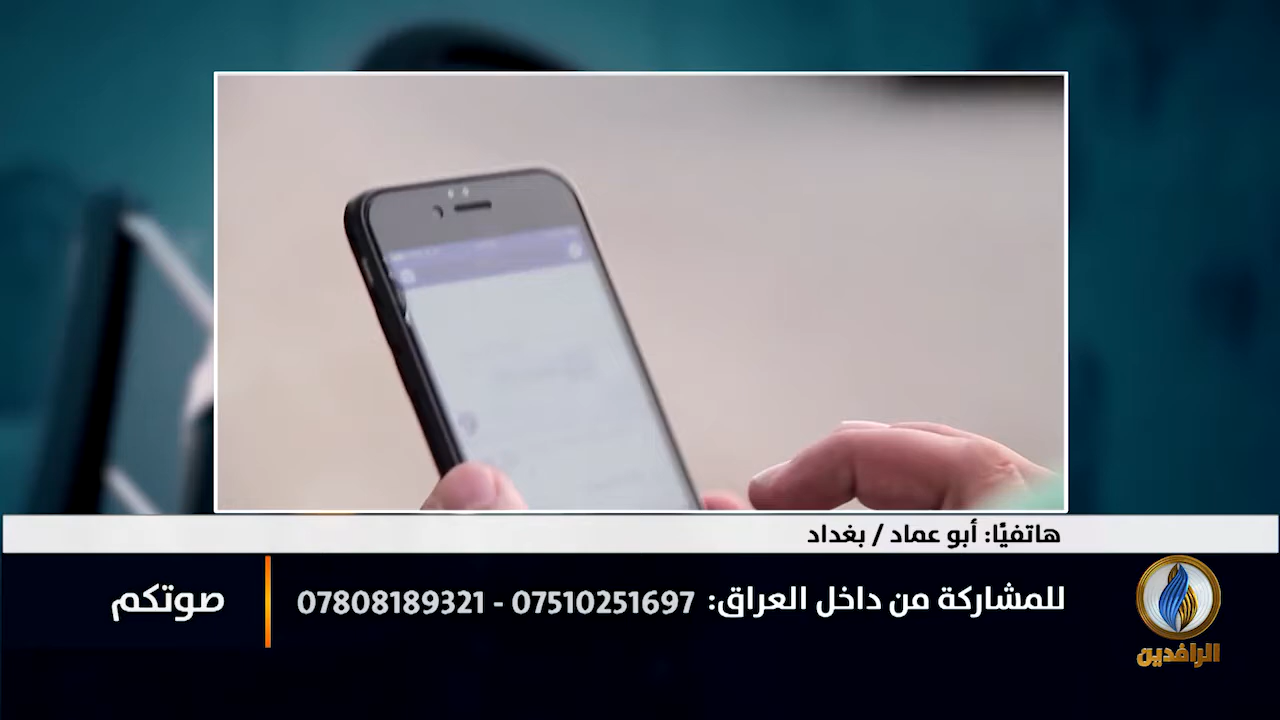 هاتفيًا: أبو عماد / بغداد
للمشاركة من داخل العراق: 07510251697 - 07808189321
صوتكم
الرافدين